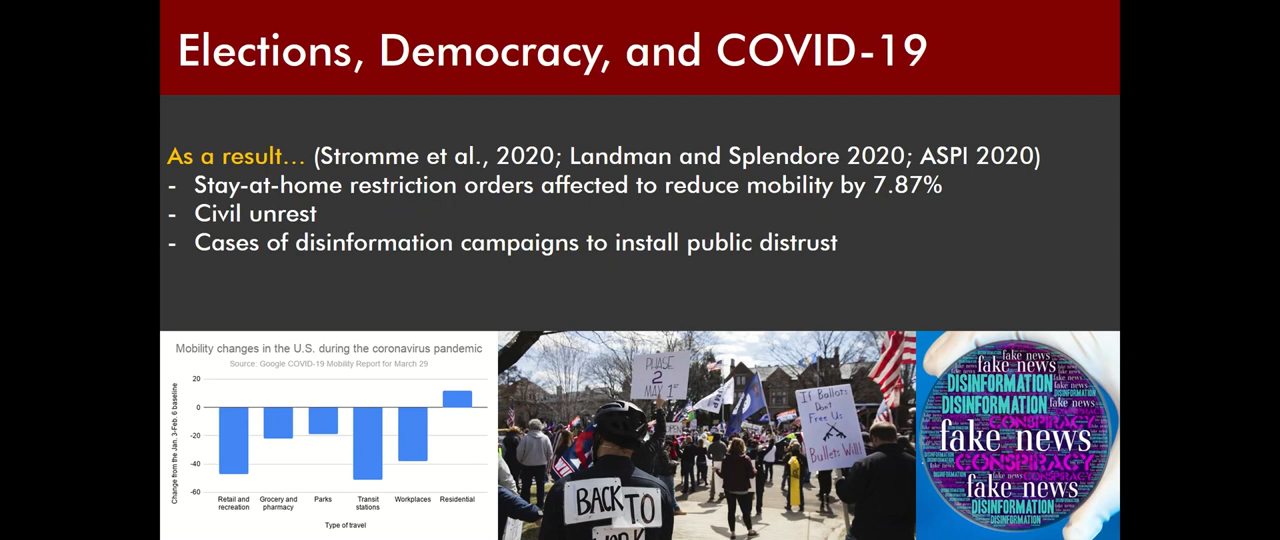 Elections, Democracy, and COVID-19
As a result... (Stromme et al., 2020; Landman and Splendore 2020; ASPI 2020)
- Stay-at-home restriction orders affected to reduce mobility by 7.87%
- Civil unrest
- Cases of disinformation campaigns to install public distrust
Mobility changes in the U.S. during the coronavirus pandemic
Source: Google COVID-19 Mobility Report for March 29
Change from the Jan. 3-Feb. 6 baseline
20
0
-20
-40
-60
Retail and
recreation
Grocery and
pharmacy
Parks
Transit
stations
Workplaces
Residential
Type of travel
PHASE
2
MAY 1ST
If Ballots
Don't
Free Us
Bullets Will!
BACK TO
fake news
DISINFORMATION
DISINFORMATION
CONSPIRACY
fake news
CONSPIRACY
fake news
DISINFORMATION